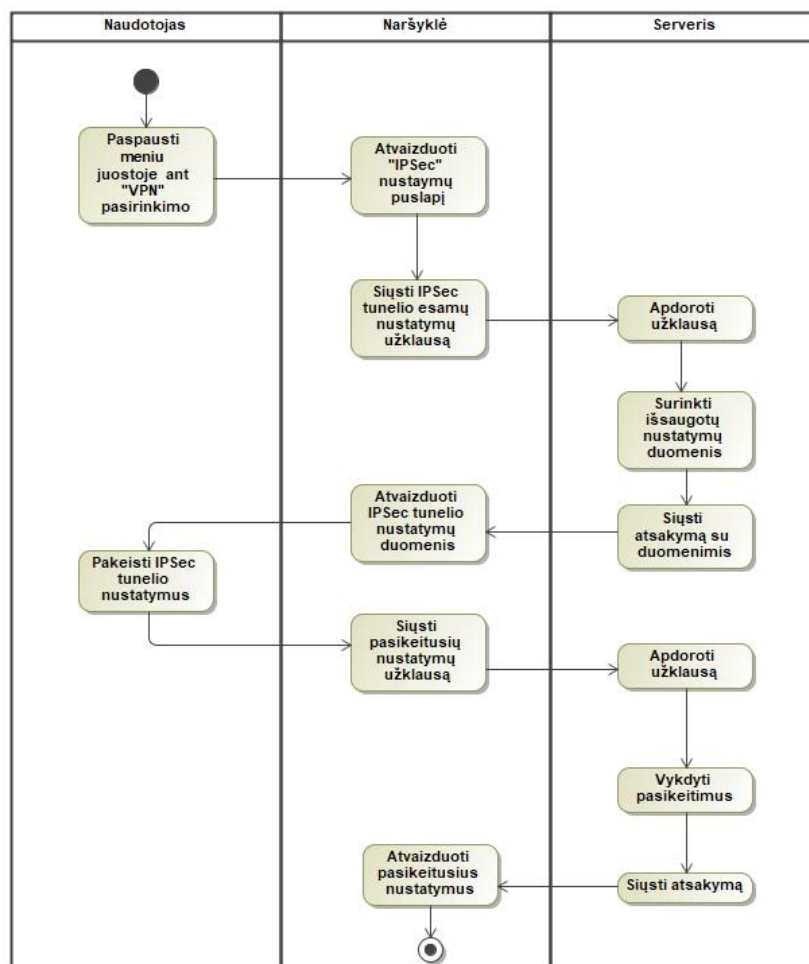 Naudotojas
Naršyklė
Serveris
Paspausti
meniu
juostoje ant
"VPN"
pasirinkimo
Atvaizduoti
"IPSec"
nustaymų
puslapį
Siųsti IPSec
tunelio esamų
nustatymų
užklausą
Apdoroti
užklausą
Surinkti
išsaugotų
nustatymų
duomenis
Siųsti
atsakymą su
duomenimis
Atvaizduoti
IPSec tunelio
nustatymų
duomenis
Pakeisti IPSec
tunelio
nustatymus
Siųsti
pasikeitusių
nustatymų
užklausą
Apdoroti
užklausą
Vykdyti
pasikeitimus
Siųsti atsakymą
Atvaizduoti
pasikeitusius
nustatymus